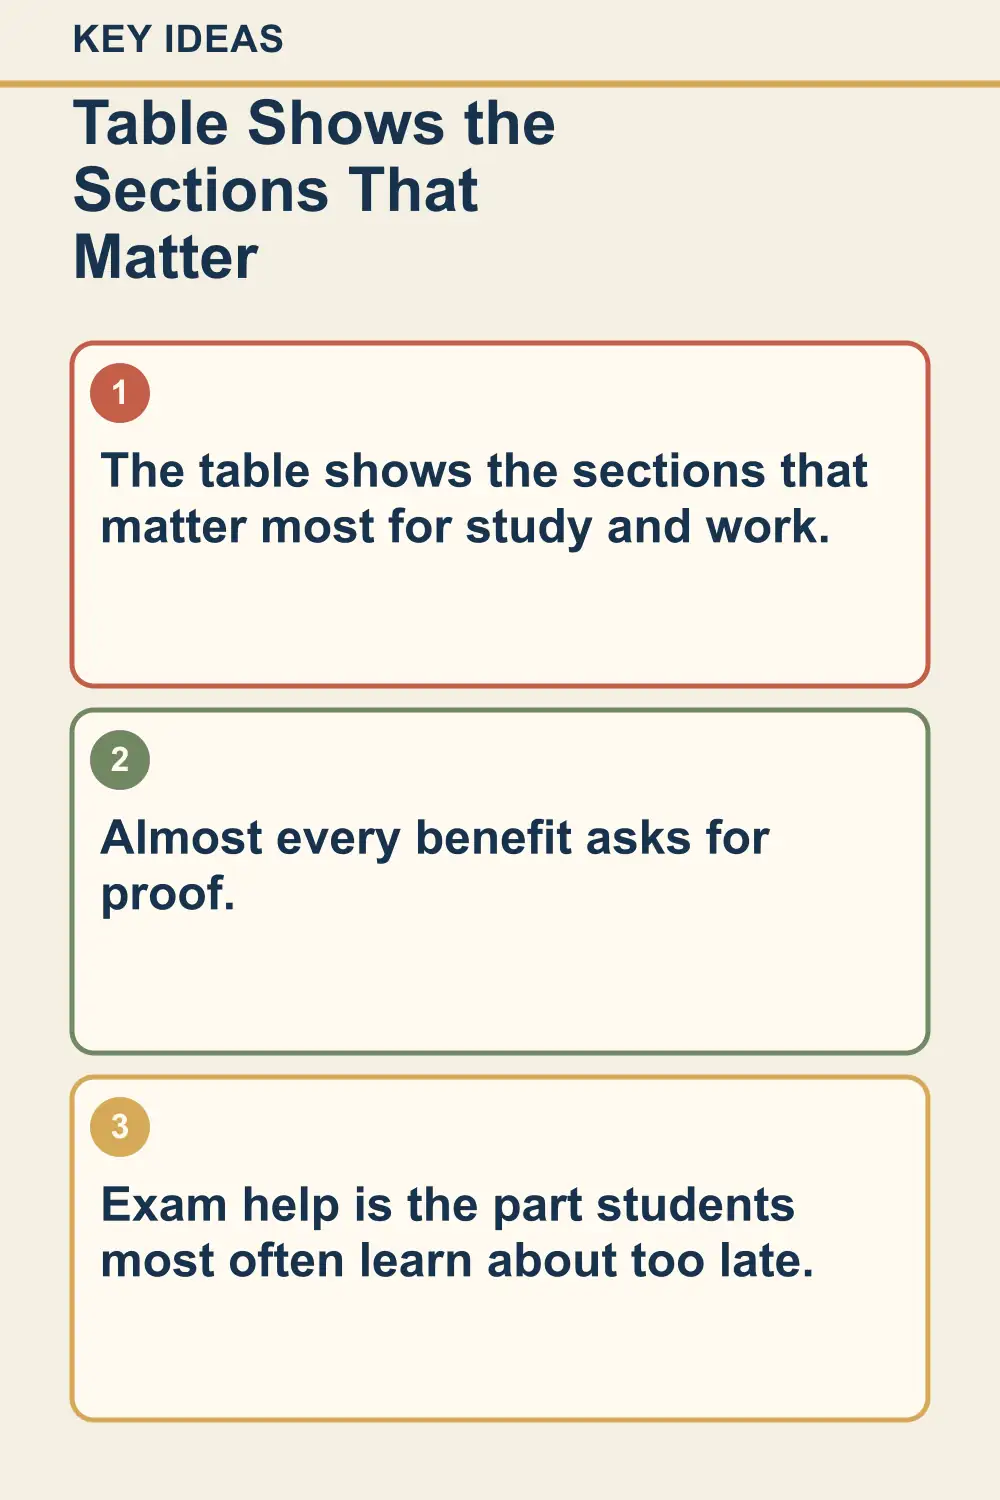 KEY IDEAS
Table Shows the
Sections That
Matter
1
The table shows the sections that
matter most for study and work.
2
Almost every benefit asks for
proof.
3
Exam help is the part students
most often learn about too late.